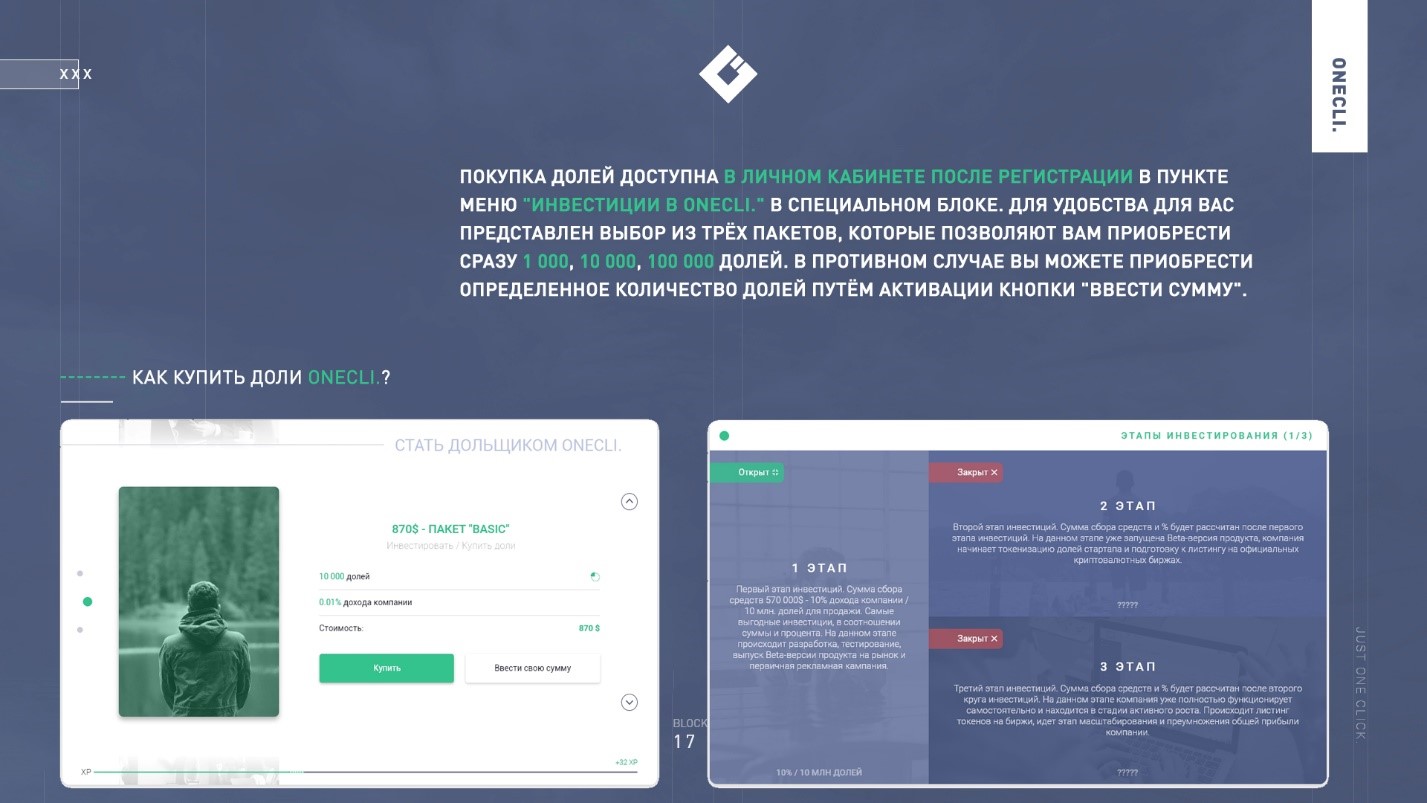 XXX
ONECLI.
ПОКУПКА ДОЛЕЙ ДОСТУПНА В ЛИЧНОМ КАБИНЕТЕ ПОСЛЕ РЕГИСТРАЦИИ В ПУНКТЕ
МЕНЮ "ИНВЕСТИЦИИ В ONECLI." В СПЕЦИАЛЬНОМ БЛОКЕ. ДЛЯ УДОБСТВА ДЛЯ ВАС
ПРЕДСТАВЛЕН ВЫБОР ИЗ ТРЁХ ПАКЕТОВ, КОТОРЫЕ ПОЗВОЛЯЮТ ВАМ ПРИОБРЕСТИ
СРАЗУ 1 000, 10 000, 100 000 ДОЛЕЙ. В ПРОТИВНОМ СЛУЧАЕ ВЫ МОЖЕТЕ ПРИОБРЕСТИ
ОПРЕДЕЛЕННОЕ КОЛИЧЕСТВО ДОЛЕЙ ПУТЁМ АКТИВАЦИИ КНОПКИ "ВВЕСТИ СУММУ".
КАК КУПИТЬ ДОЛИ ONECLI.?
СТАТЬ ДОЛЬЩИКОМ ONECLI.
870$ - ПАКЕТ "BASIC"
Инвестировать / Купить доли
10 000 долей
0.01% дохода компании
Стоимость: 870 $
Купить
Ввести свою сумму
XP
+32 XP
BLOCK
17
ЭТАПЫ ИНВЕСТИРОВАНИЯ (1/3)
Открыт
1 ЭТАП
Первый этап инвестиций. Сумма сбора
средств 570 000$ - 10% дохода компании /
10 млн. долей для продажи. Самые
выгодные инвестиции, в соотношении
суммы и процента. На данном этапе
происходит разработка, тестирование,
выпуск Beta-версии продукта на рынок и
первичная рекламная кампания.
10% / 10 МЛН ДОЛЕЙ
Закрыт ×
2 ЭТАП
Второй этап инвестиций. Сумма сбора средств и % будет рассчитан после первого
этапа инвестиций. На данном этапе уже запущена Beta-версия продукта, компания
начинает токенизацию долей стартапа и подготовку к листингу на официальных
криптовалютных биржах.
?????
Закрыт ×
3 ЭТАП
Третий этап инвестиций. Сумма сбора средств и % будет рассчитан после второго
круга инвестиций. На данном этапе компания уже полностью функционирует
самостоятельно и находится в стадии активного роста. Происходит листинг
токенов на биржи, идет этап масштабирования и преумножения общей прибыли
компании.
?????
JUST ONE CLICK